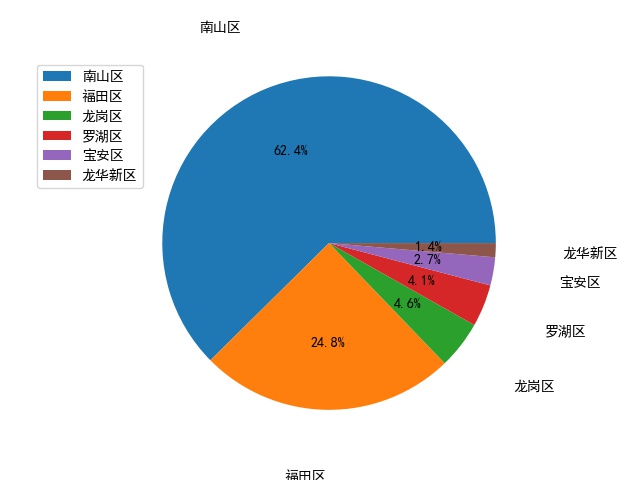 南山区
南山区
福田区
龙岗区
罗湖区
宝安区
龙华新区
62.4%
1.4%
龙华新区
2.7%
宝安区
4.1%
4.6%
罗湖区
24.8%
龙岗区
福田区